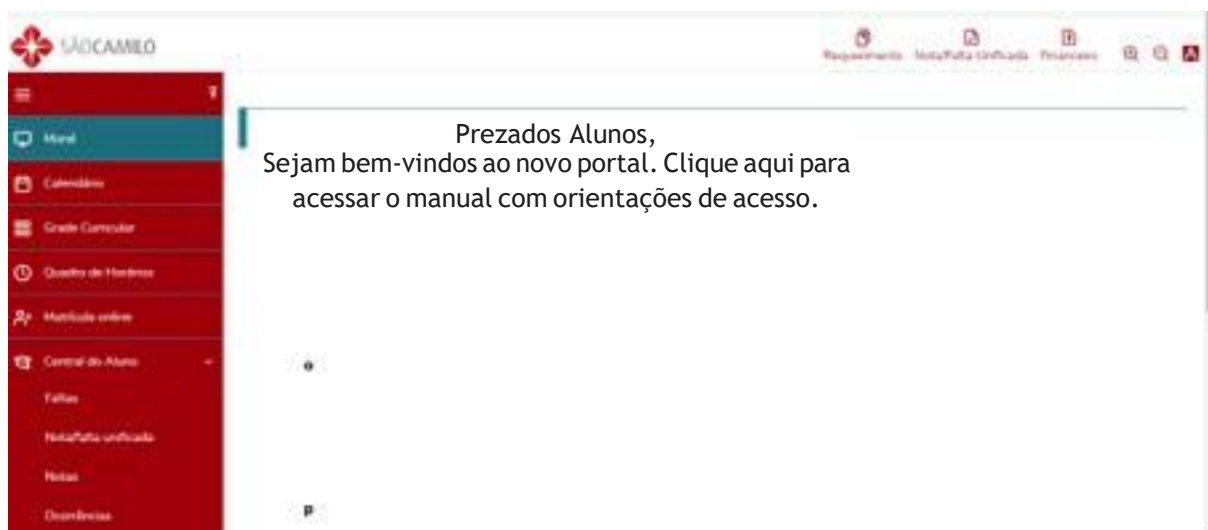 SÃOCAMILO
Requerimento Nota/Falta Unificada Financeiro
A
Mural
Calendário
Grade Curricular
Quadro de Horários
Matrícula online
Central do Aluno
Faltas
Nota/falta unificada
Notas
Ocorrências
Prezados Alunos,
Sejam bem-vindos ao novo portal. Clique aqui para
acessar o manual com orientações de acesso.
e
P